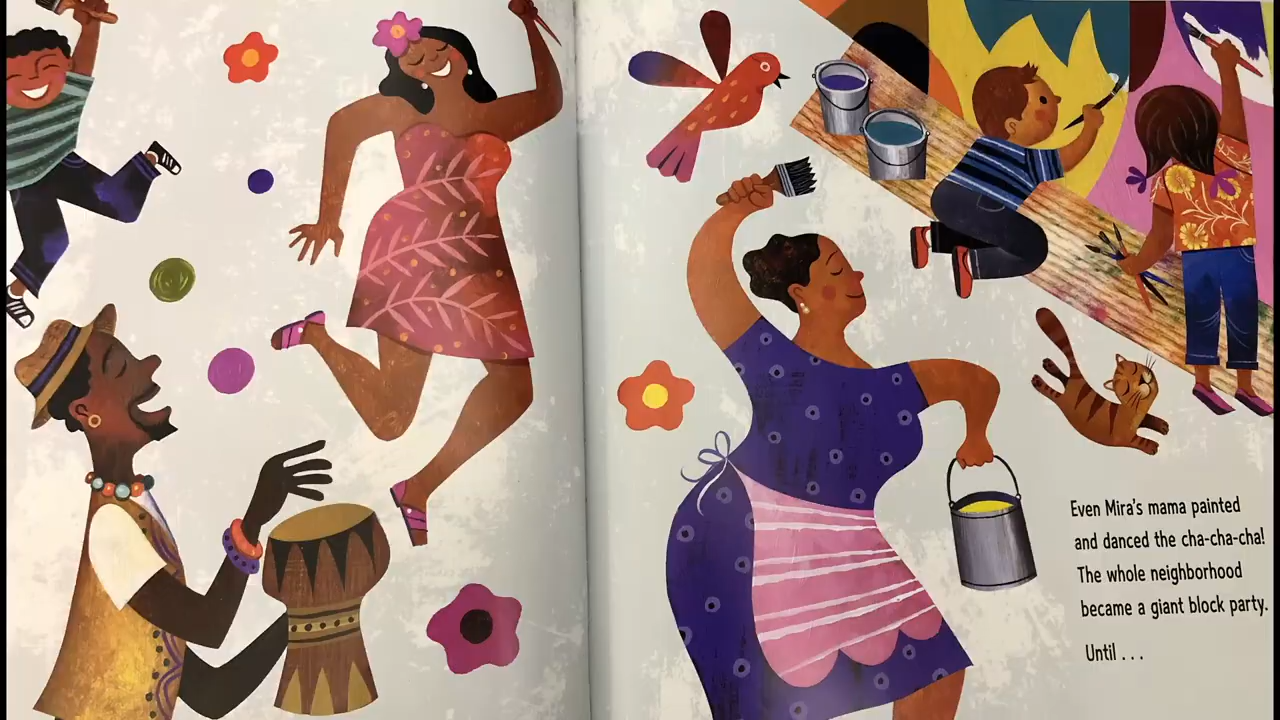 Even Mira's mama painted
and danced the cha-cha-cha!
The whole neighborhood
became a giant block party.
Until . . .